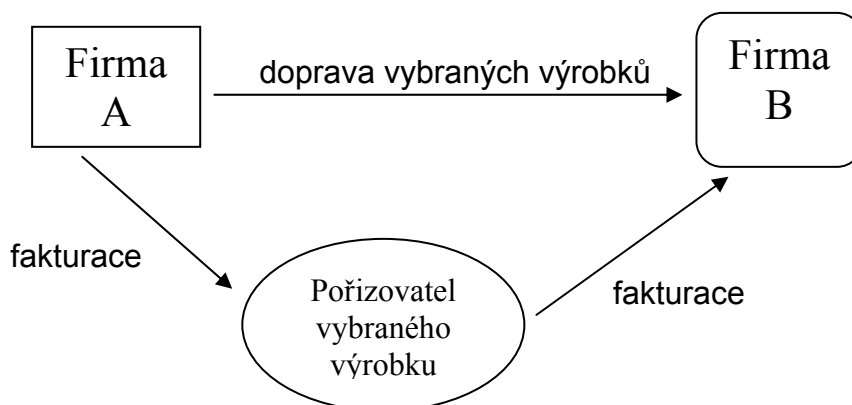 Firma
A
doprava vybraných výrobků
Firma
B
fakturace
Pořizovatel
vybraného
výrobku
fakturace